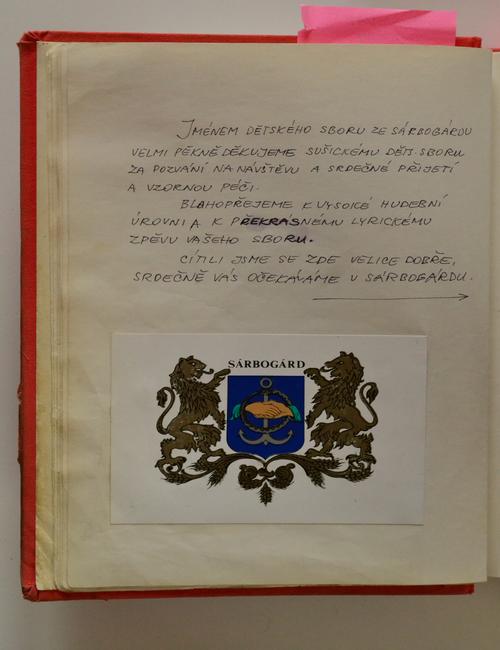 JMÉNEM DĚTSKÉHO SBORU ZE SÁRBOGÁRDU
VELMI PĚKNĚ DĚKUJEME SUŠICKÉMU DĚTI. SBORU
ZA POZVÁNÍ NA NÁVŠTĚVU A SRDEČNÉ PŘIJETÍ
A VZORNOU PÉČI.
BLAHOPŘEJEME K VYSOKÉ HUDEBNÍ
ÚROVNI A K PŘEKRÁSNÉMU LYRICKÉMU
ZPĚVU VAŠEHO SBORU.
CÍTILI JSME SE ZDE VELICE DOBŘE,
SRDEČNĚ VÁS OČEKÁVÁME V SÁRBOGÁRDU.
SÁRBOGÁRD